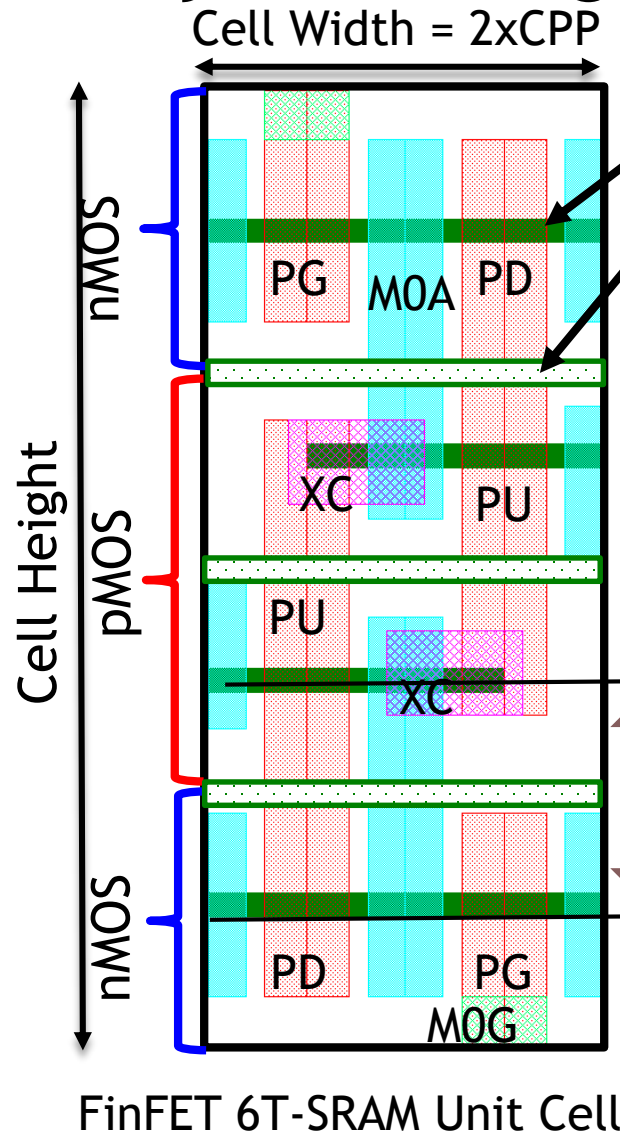 Cell Width = 2xCPP
nMOS
PG
M0A
PD
XC
PU
Cell Height
pMOS
PU
XC
nMOS
PD
PG
M0G
FinFET 6T-SRAM Unit Cell